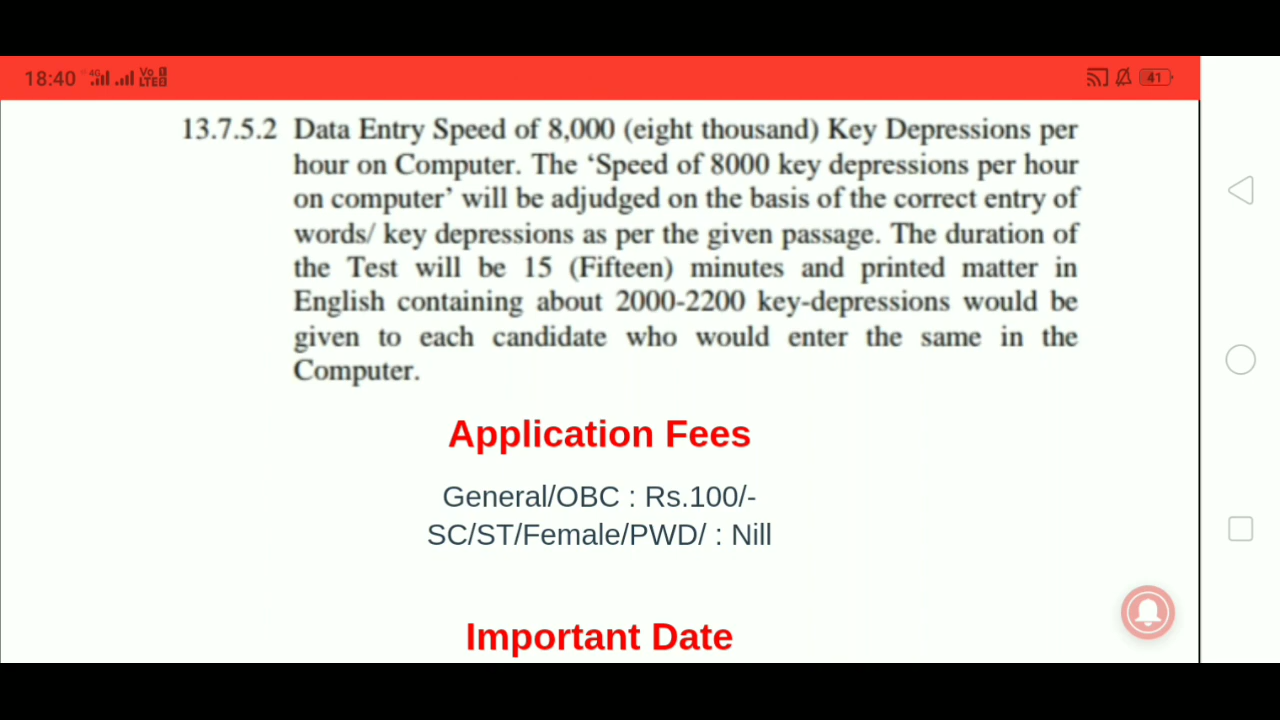 18:40 4G Vo LTE 41
13.7.5.2 Data Entry Speed of 8,000 (eight thousand) Key Depressions per
hour on Computer. The ‘Speed of 8000 key depressions per hour
on computer’ will be adjudged on the basis of the correct entry of
words/ key depressions as per the given passage. The duration of
the Test will be 15 (Fifteen) minutes and printed matter in
English containing about 2000-2200 key-depressions would be
given to each candidate who would enter the same in the
Computer.
Application Fees
General/OBC : Rs.100/-
SC/ST/Female/PWD/ : Nill
Important Date